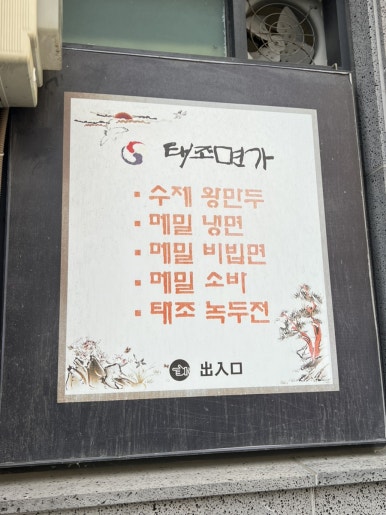 태조면가
수제 왕만두
메밀 냉면
메밀 비빔면
메밀 소바
태조 녹두전
出入口